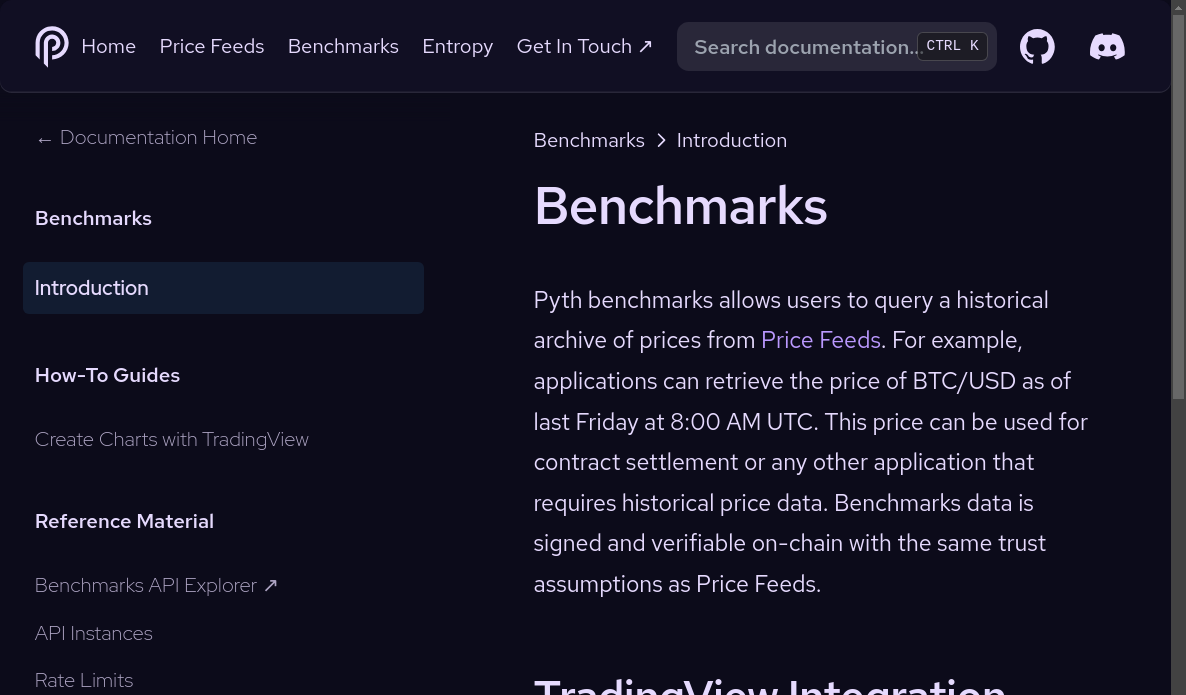 Home Price Feeds Benchmarks Entropy Get In Touch ↗ Search documentation... CTRL K
← Documentation Home
Benchmarks
Introduction
How-To Guides
Create Charts with TradingView
Reference Material
Benchmarks API Explorer ↗
API Instances
Rate Limits
Benchmarks > Introduction
Benchmarks
Pyth benchmarks allows users to query a historical
archive of prices from Price Feeds. For example,
applications can retrieve the price of BTC/USD as of
last Friday at 8:00 AM UTC. This price can be used for
contract settlement or any other application that
requires historical price data. Benchmarks data is
signed and verifiable on-chain with the same trust
assumptions as Price Feeds.
TradingView Integration